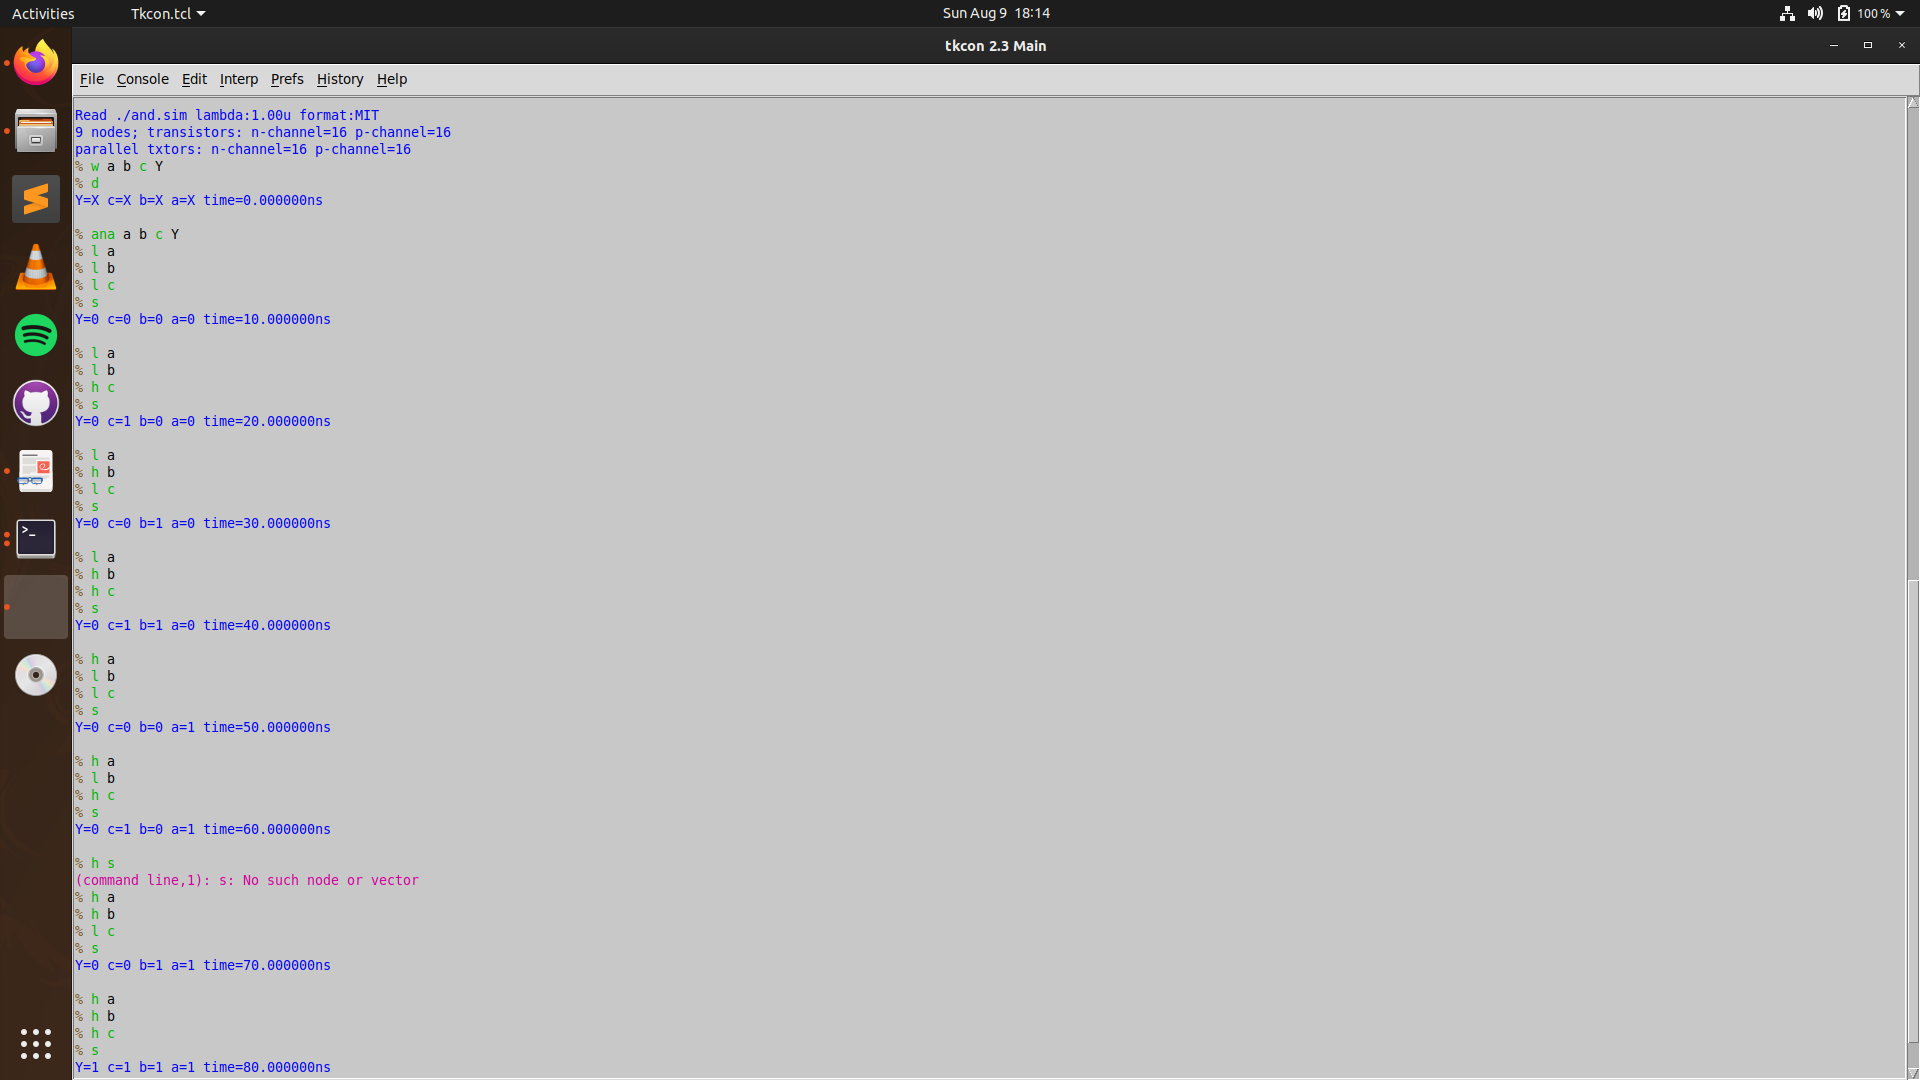 Activities
Tkcon.tcl
Sun Aug 9 18:14
100 %
tkcon 2.3 Main
File Console Edit Interp Prefs History Help
Read ./and.sim lambda:1.00u format:MIT
9 nodes; transistors: n-channel=16 p-channel=16
parallel txtors: n-channel=16 p-channel=16
% w a b c Y
% d
Y=X c=X b=X a=X time=0.000000ns
% ana a b c Y
% l a
% l b
% l c
% s
Y=0 c=0 b=0 a=0 time=10.000000ns
% l a
% l b
% h c
% s
Y=0 c=1 b=0 a=0 time=20.000000ns
% l a
% h b
% l c
% s
Y=0 c=0 b=1 a=0 time=30.000000ns
% l a
% h b
% h c
% s
Y=0 c=1 b=1 a=0 time=40.000000ns
% h a
% l b
% l c
% s
Y=0 c=0 b=0 a=1 time=50.000000ns
% h a
% l b
% h c
% s
Y=0 c=1 b=0 a=1 time=60.000000ns
% h s
(command line,1): s: No such node or vector
% h a
% h b
% l c
% s
Y=0 c=0 b=1 a=1 time=70.000000ns
% h a
% h b
% h c
% s
Y=1 c=1 b=1 a=1 time=80.000000ns